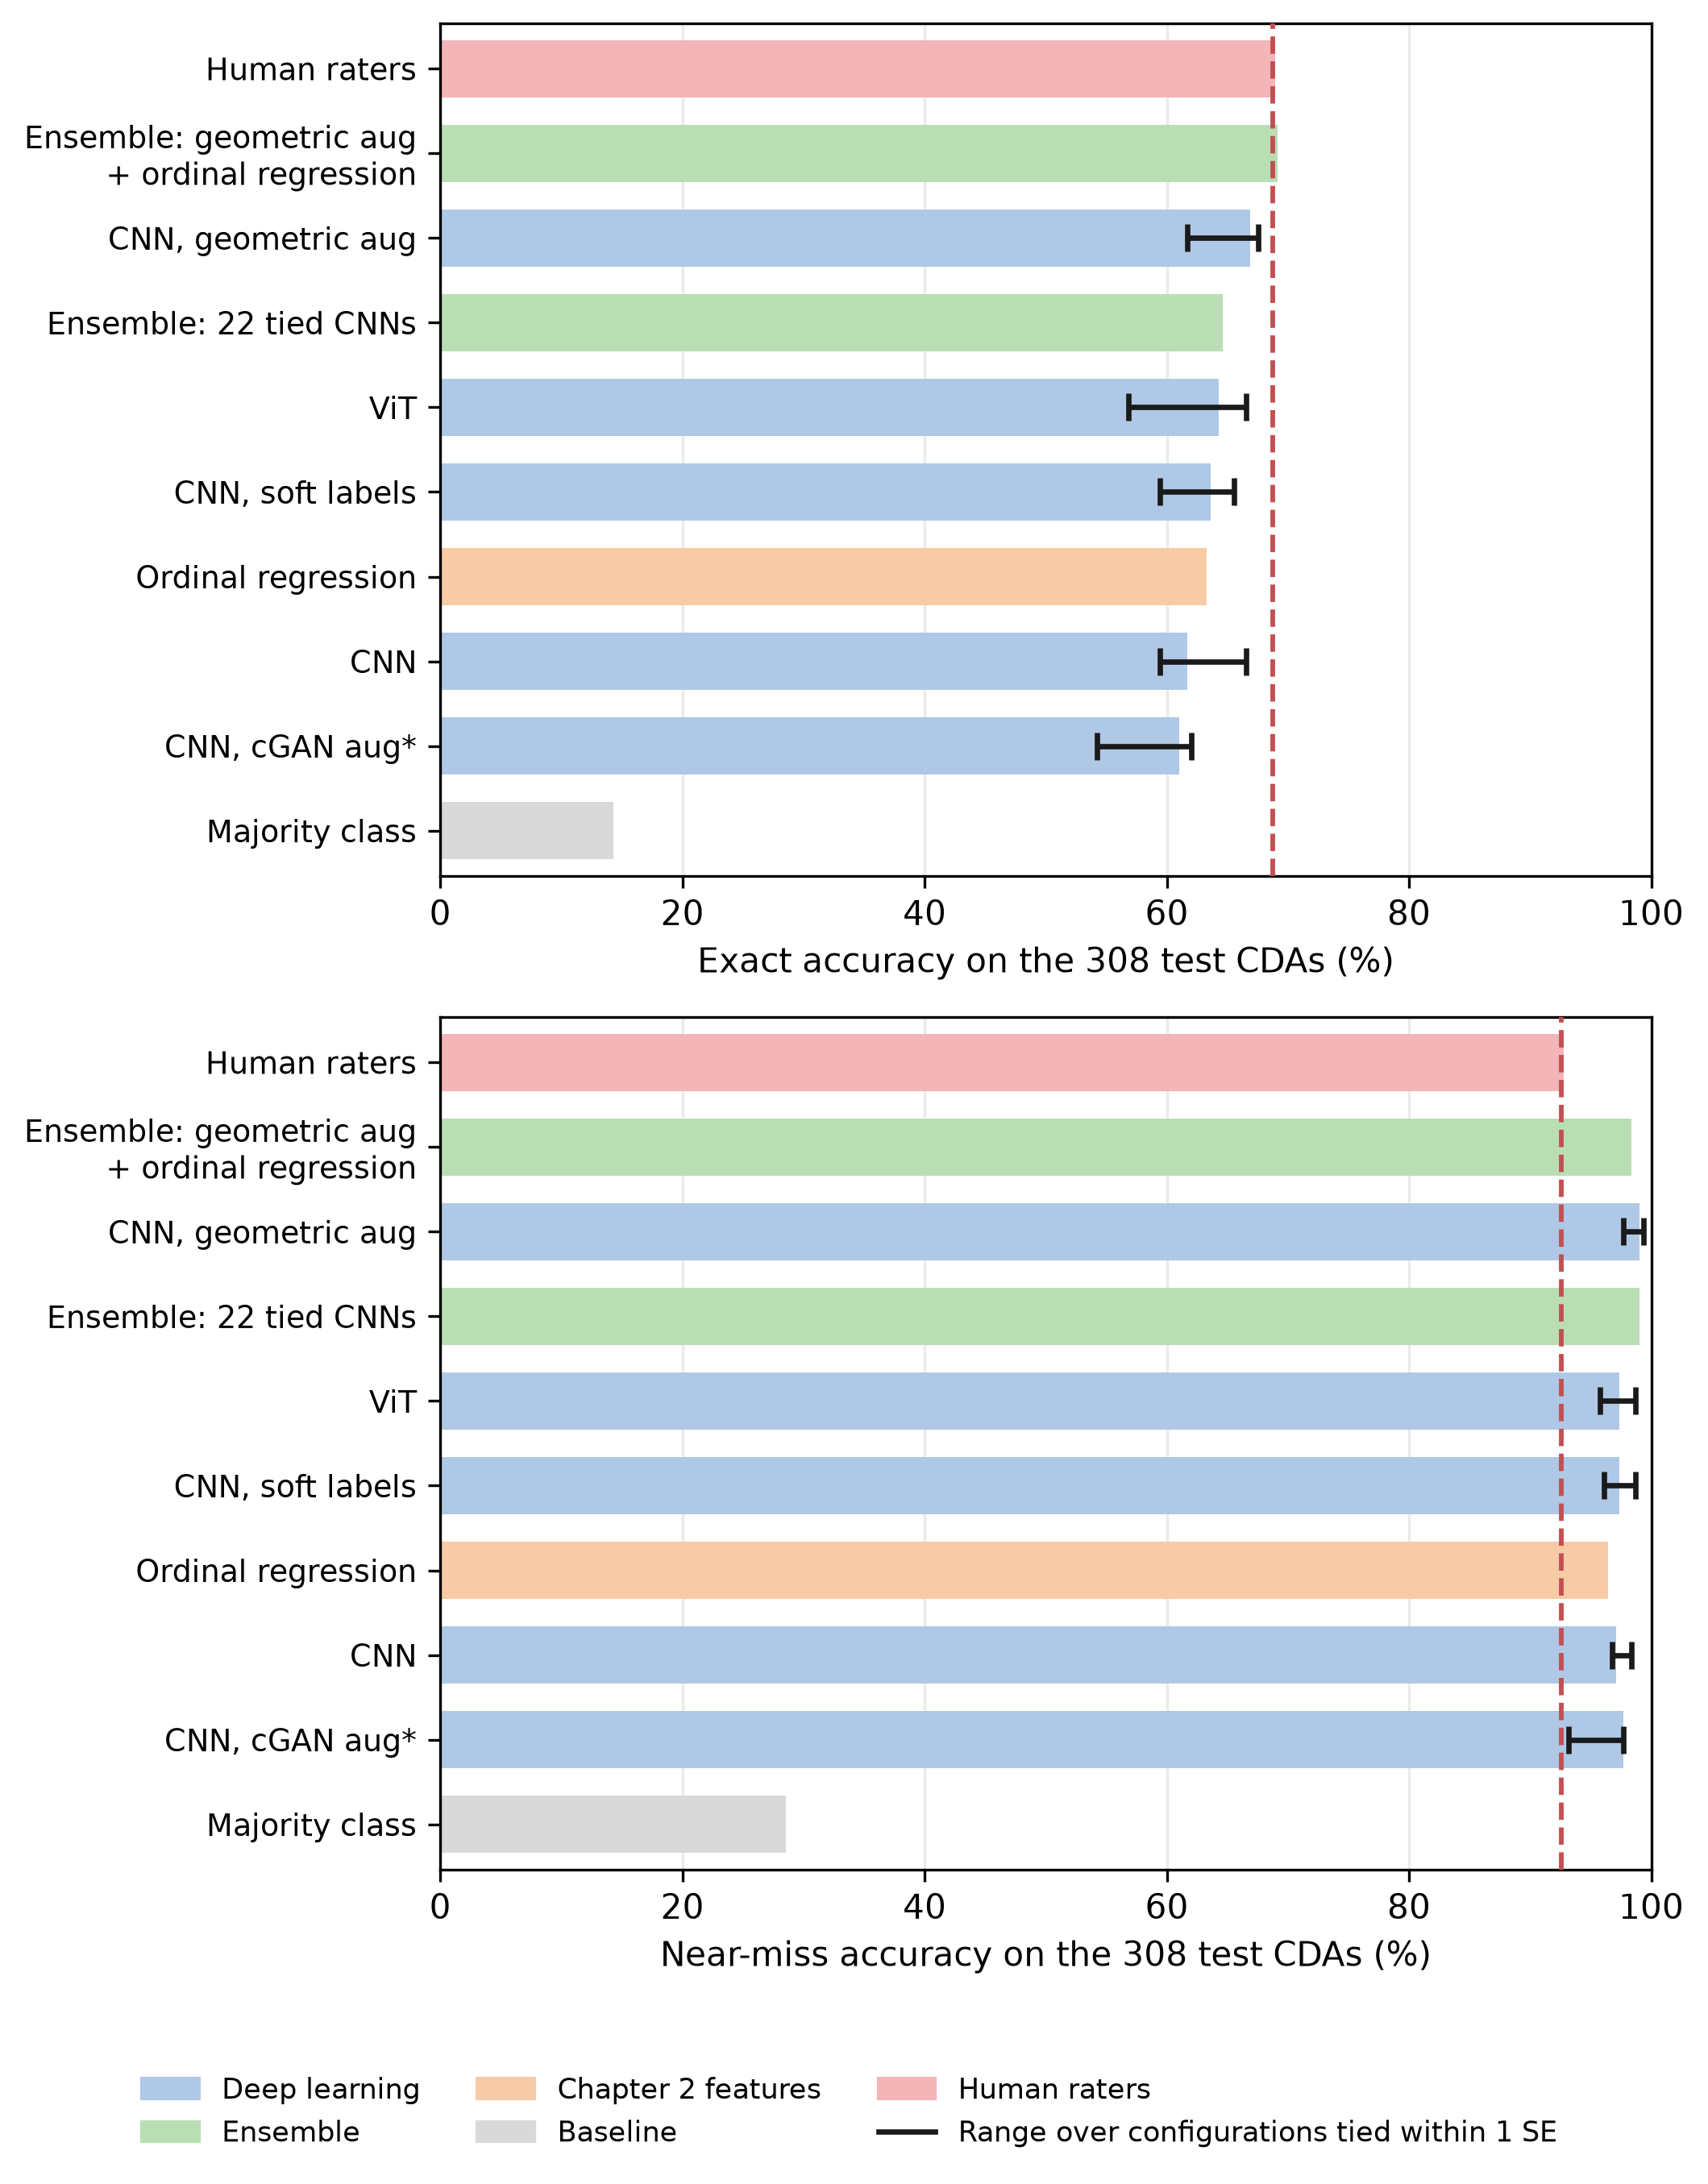 Human raters
Ensemble: geometric aug
+ ordinal regression
CNN, geometric aug
Ensemble: 22 tied CNNs
ViT
CNN, soft labels
Ordinal regression
CNN
CNN, cGAN aug*
Majority class
0 20 40 60 80 100
Exact accuracy on the 308 test CDAs (%)
Human raters
Ensemble: geometric aug
+ ordinal regression
CNN, geometric aug
Ensemble: 22 tied CNNs
ViT
CNN, soft labels
Ordinal regression
CNN
CNN, cGAN aug*
Majority class
0 20 40 60 80 100
Near-miss accuracy on the 308 test CDAs (%)
Deep learning Chapter 2 features Human raters
Ensemble Baseline Range over configurations tied within 1 SE